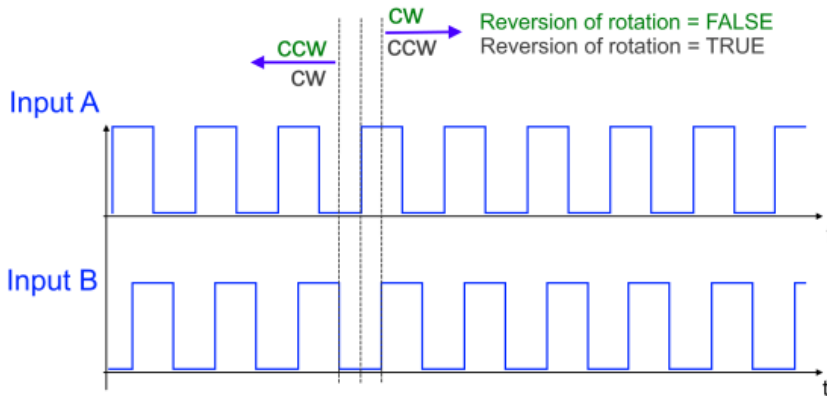 CW
Reversion of rotation = FALSE
CCW
CCW
Reversion of rotation = TRUE
CW
Input A
Input B
t